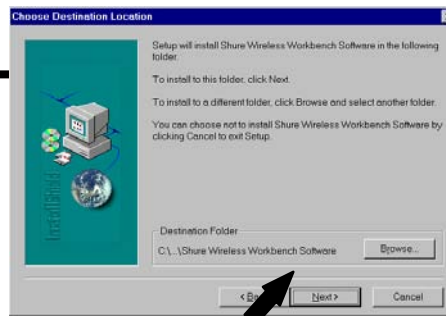 Choose Destination Location
Setup will install Shure Wireless Workbench Software in the following
folder.
To install to this folder, click Next.
To install to a different folder, click Browse and select another folder.
You can choose not to install Shure Wireless Workbench Software by
clicking Cancel to exit Setup.
InstallShield
Destination Folder
C:\...\Shure Wireless Workbench Software
Browse...
< B
Next >
Cancel